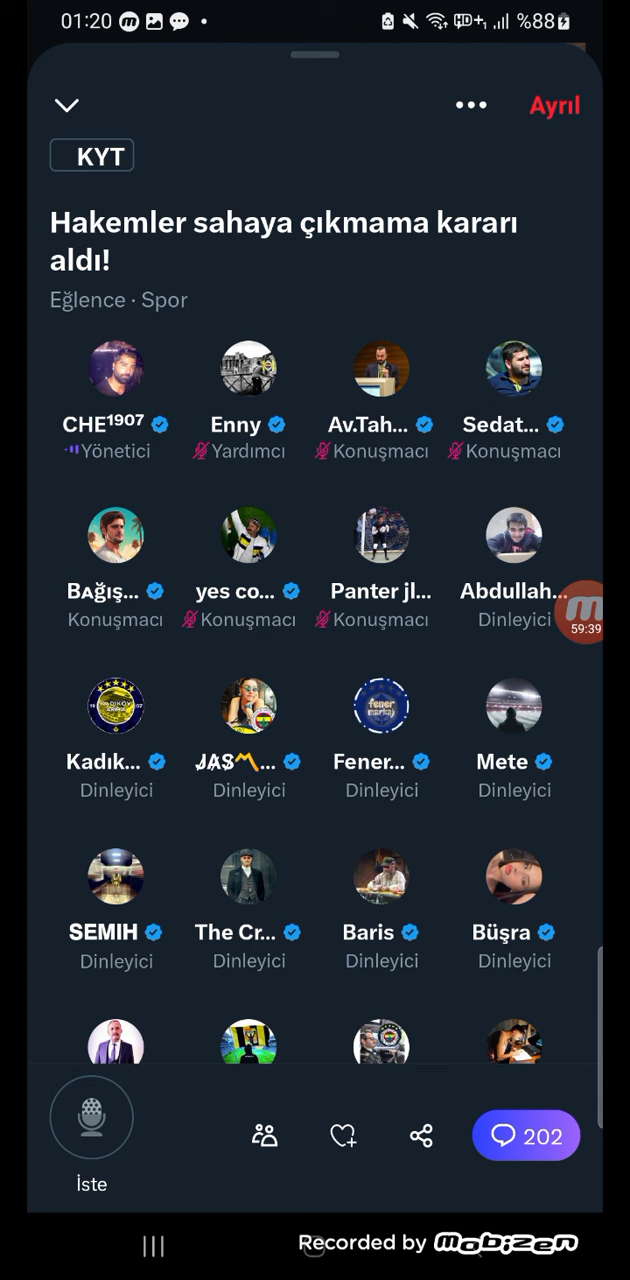 01:20 %88
Ayrıl
KYT
Hakemler sahaya çıkmama kararı
aldı!
Eğlence · Spor
CHE¹⁹⁰⁷ Enny Av.Tah... Sedat...
Yönetici Yardımcı Konuşmacı Konuşmacı
Bᴀğış... yes co... Panter jl... Abdullah...
Konuşmacı Konuşmacı Konuşmacı Dinleyici
59:39
Kadık... JAS... Fener... Mete
Dinleyici Dinleyici Dinleyici Dinleyici
SEMIH The Cr... Baris Büşra
Dinleyici Dinleyici Dinleyici Dinleyici
202
İste
Recorded by Mobizen